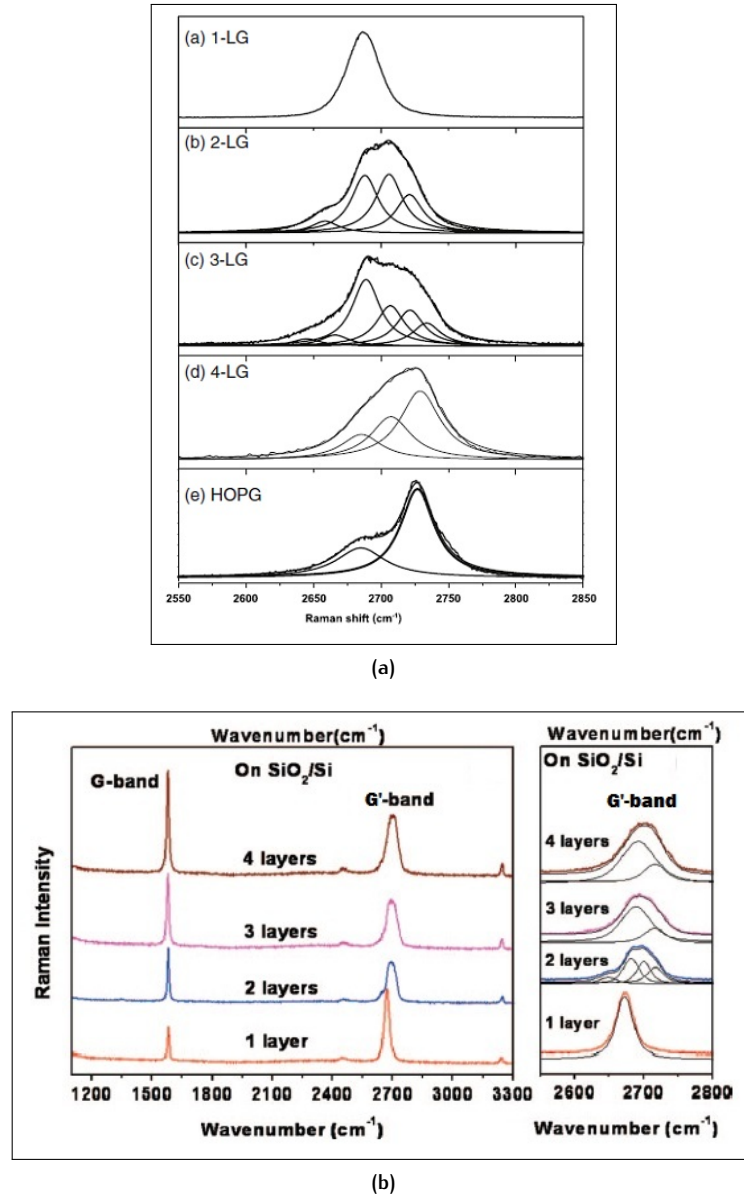 (a) 1-LG
(b) 2-LG
(c) 3-LG
(d) 4-LG
(e) HOPG
2550 2600 2650 2700 2750 2800 2850
Raman shift (cm⁻¹)
(a)
Wavenumber(cm⁻¹)
On SiO₂/Si
G-band
G'-band
4 layers
3 layers
2 layers
1 layer
Raman Intensity
1200 1500 1800 2100 2400 2700 3000 3300
Wavenumber (cm⁻¹)
Wavenumber(cm⁻¹)
On SiO₂/Si
G'-band
4 layers
3 layers
2 layers
1 layer
2600 2700 2800
Wavenumber (cm⁻¹)
(b)